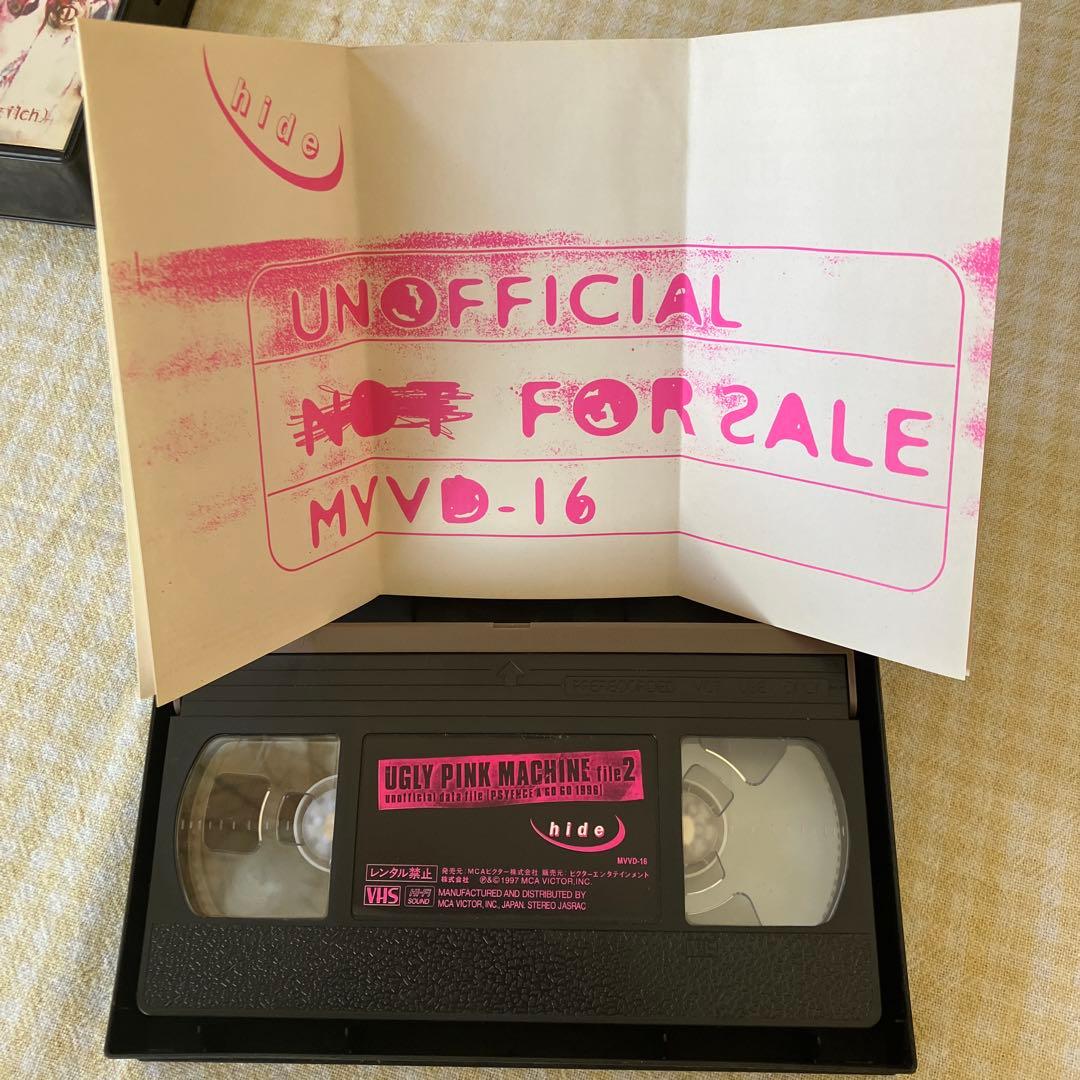 hide
UNOFFICIAL
NOT FOR SALE
MVVD-16
PRERECORDED
UGLY PINK MACHINE file2
unofficial data file [PSYENCE A GO GO 1996]
hide
MVVD-16
レンタル禁止 発売元:MCAビクター株式会社 販売元:ビクターエンタテインメント
株式会社 ℗&©1997 MCA VICTOR, INC.
VHS HI-FI SOUND MANUFACTURED AND DISTRIBUTED BY
MCA VICTOR, INC., JAPAN. STEREO JASRAC